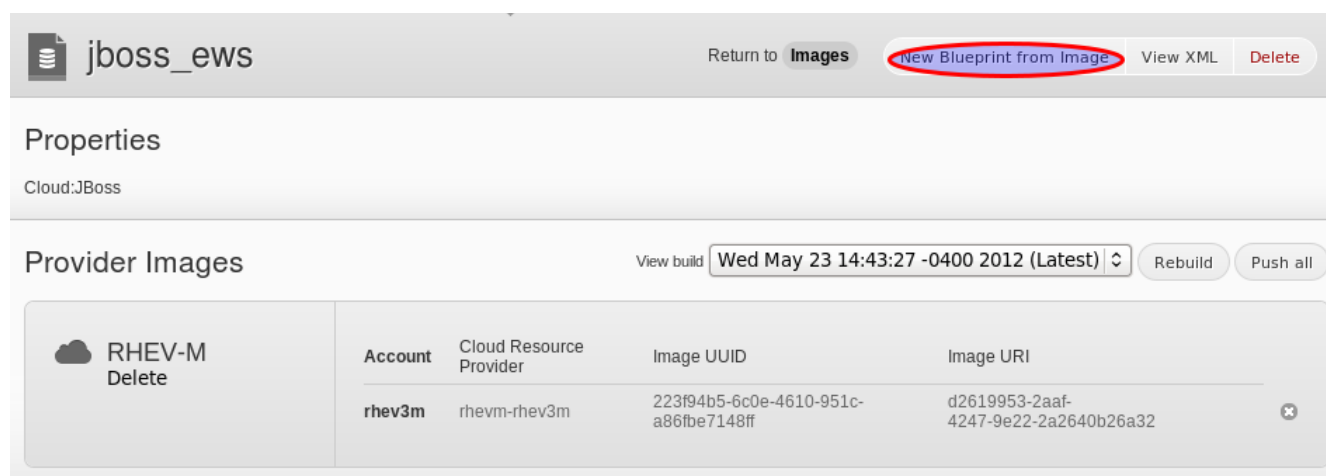 jboss_ews
Return to Images
New Blueprint from Image
View XML
Delete
Properties
Cloud:JBoss
Provider Images
View build Wed May 23 14:43:27 -0400 2012 (Latest)
Rebuild
Push all
RHEV-M
Delete
Account
Cloud Resource
Provider
Image UUID
Image URI
rhev3m
rhevm-rhev3m
223f94b5-6c0e-4610-951c-
a86fbe7148ff
d2619953-2aaf-
4247-9e22-2a2640b26a32